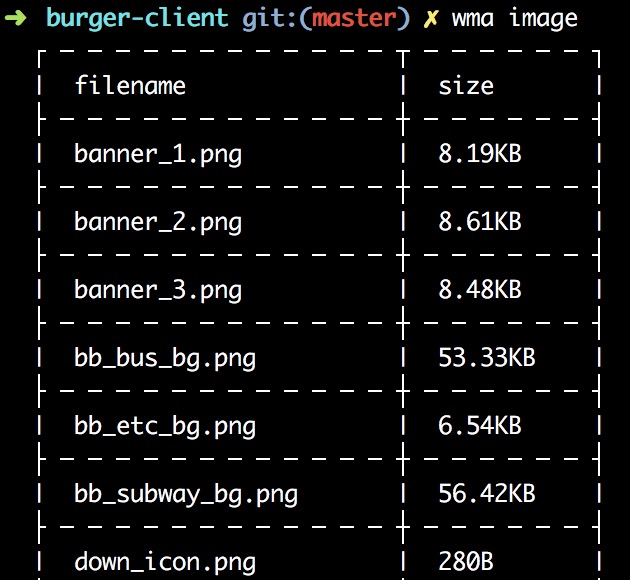 ➜ burger-client git:(master) ✗ wma image
filename size
banner_1.png 8.19KB
banner_2.png 8.61KB
banner_3.png 8.48KB
bb_bus_bg.png 53.33KB
bb_etc_bg.png 6.54KB
bb_subway_bg.png 56.42KB
down_icon.png 280B